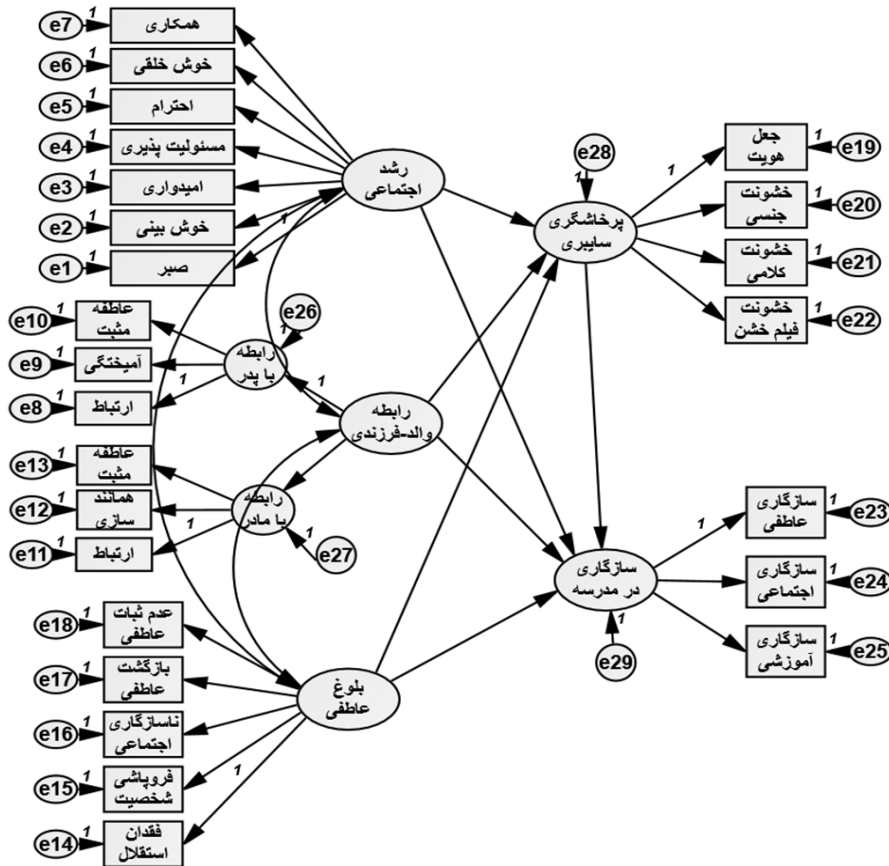 e7
1
همکاری
e6
1
خوش خلقی
e5
1
احترام
e4
1
مسئولیت پذیری
e3
1
امیدواری
e2
1
خوش بینی
e1
1
صبر
رشد
اجتماعی
1
e10
1
عاطفه
مثبت
e9
1
آمیختگی
e8
1
ارتباط
1
رابطه
با پدر
e26
1
1
رابطه
والد-فرزندی
e13
1
عاطفه
مثبت
e12
1
همانند
سازی
e11
1
ارتباط
1
رابطه
با مادر
1
e27
e18
1
عدم ثبات
عاطفی
e17
1
بازگشت
عاطفی
e16
1
ناسازگاری
اجتماعی
e15
1
فروپاشی
شخصیت
e14
1
فقدان
استقلال
1
بلوغ
عاطفی
e28
1
پرخاشگری
سایبری
1
جعل
هویت
1
e19
خشونت
جنسی
1
e20
خشونت
کلامی
1
e21
خشونت
فیلم خشن
1
e22
سازگاری
در مدرسه
1
e29
1
سازگاری
عاطفی
1
e23
سازگاری
اجتماعی
1
e24
سازگاری
آموزشی
1
e25